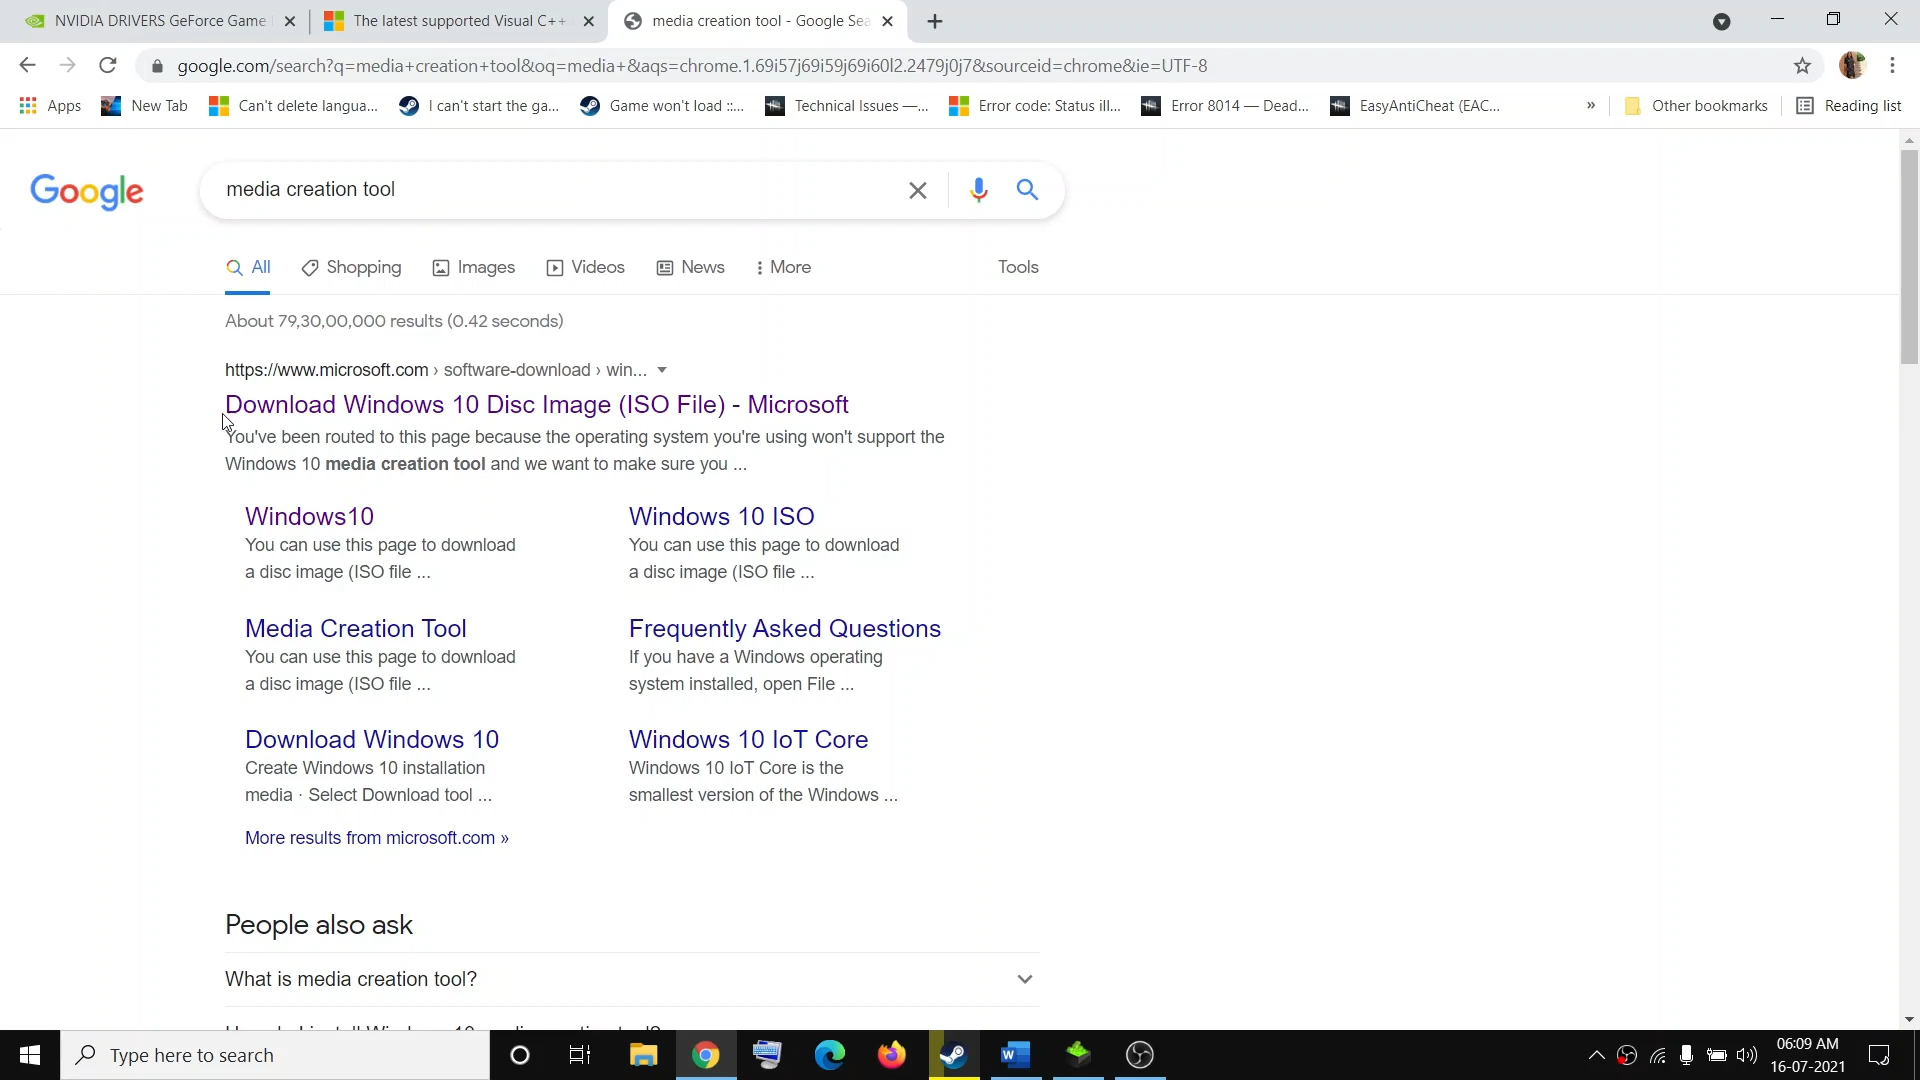 NVIDIA DRIVERS GeForce Game
The latest supported Visual C++
media creation tool - Google Sea
google.com/search?q=media+creation+tool&oq=media+&aqs=chrome.1.69i57j69i59j69i60l2.2479j0j7&sourceid=chrome&ie=UTF-8
Apps
New Tab
Can't delete langua...
I can't start the ga...
Game won't load ::...
Technical Issues —...
Error code: Status ill...
Error 8014 — Dead...
EasyAntiCheat (EAC...
»
Other bookmarks
Reading list
Google
media creation tool
All
Shopping
Images
Videos
News
More
Tools
About 79,30,00,000 results (0.42 seconds)
https://www.microsoft.com › software-download › win...
Download Windows 10 Disc Image (ISO File) - Microsoft
You've been routed to this page because the operating system you're using won't support the
Windows 10 media creation tool and we want to make sure you ...
Windows10
You can use this page to download
a disc image (ISO file ...
Windows 10 ISO
You can use this page to download
a disc image (ISO file ...
Media Creation Tool
You can use this page to download
a disc image (ISO file ...
Frequently Asked Questions
If you have a Windows operating
system installed, open File ...
Download Windows 10
Create Windows 10 installation
media · Select Download tool ...
Windows 10 IoT Core
Windows 10 IoT Core is the
smallest version of the Windows ...
More results from microsoft.com »
People also ask
What is media creation tool?
Type here to search
06:09 AM
16-07-2021